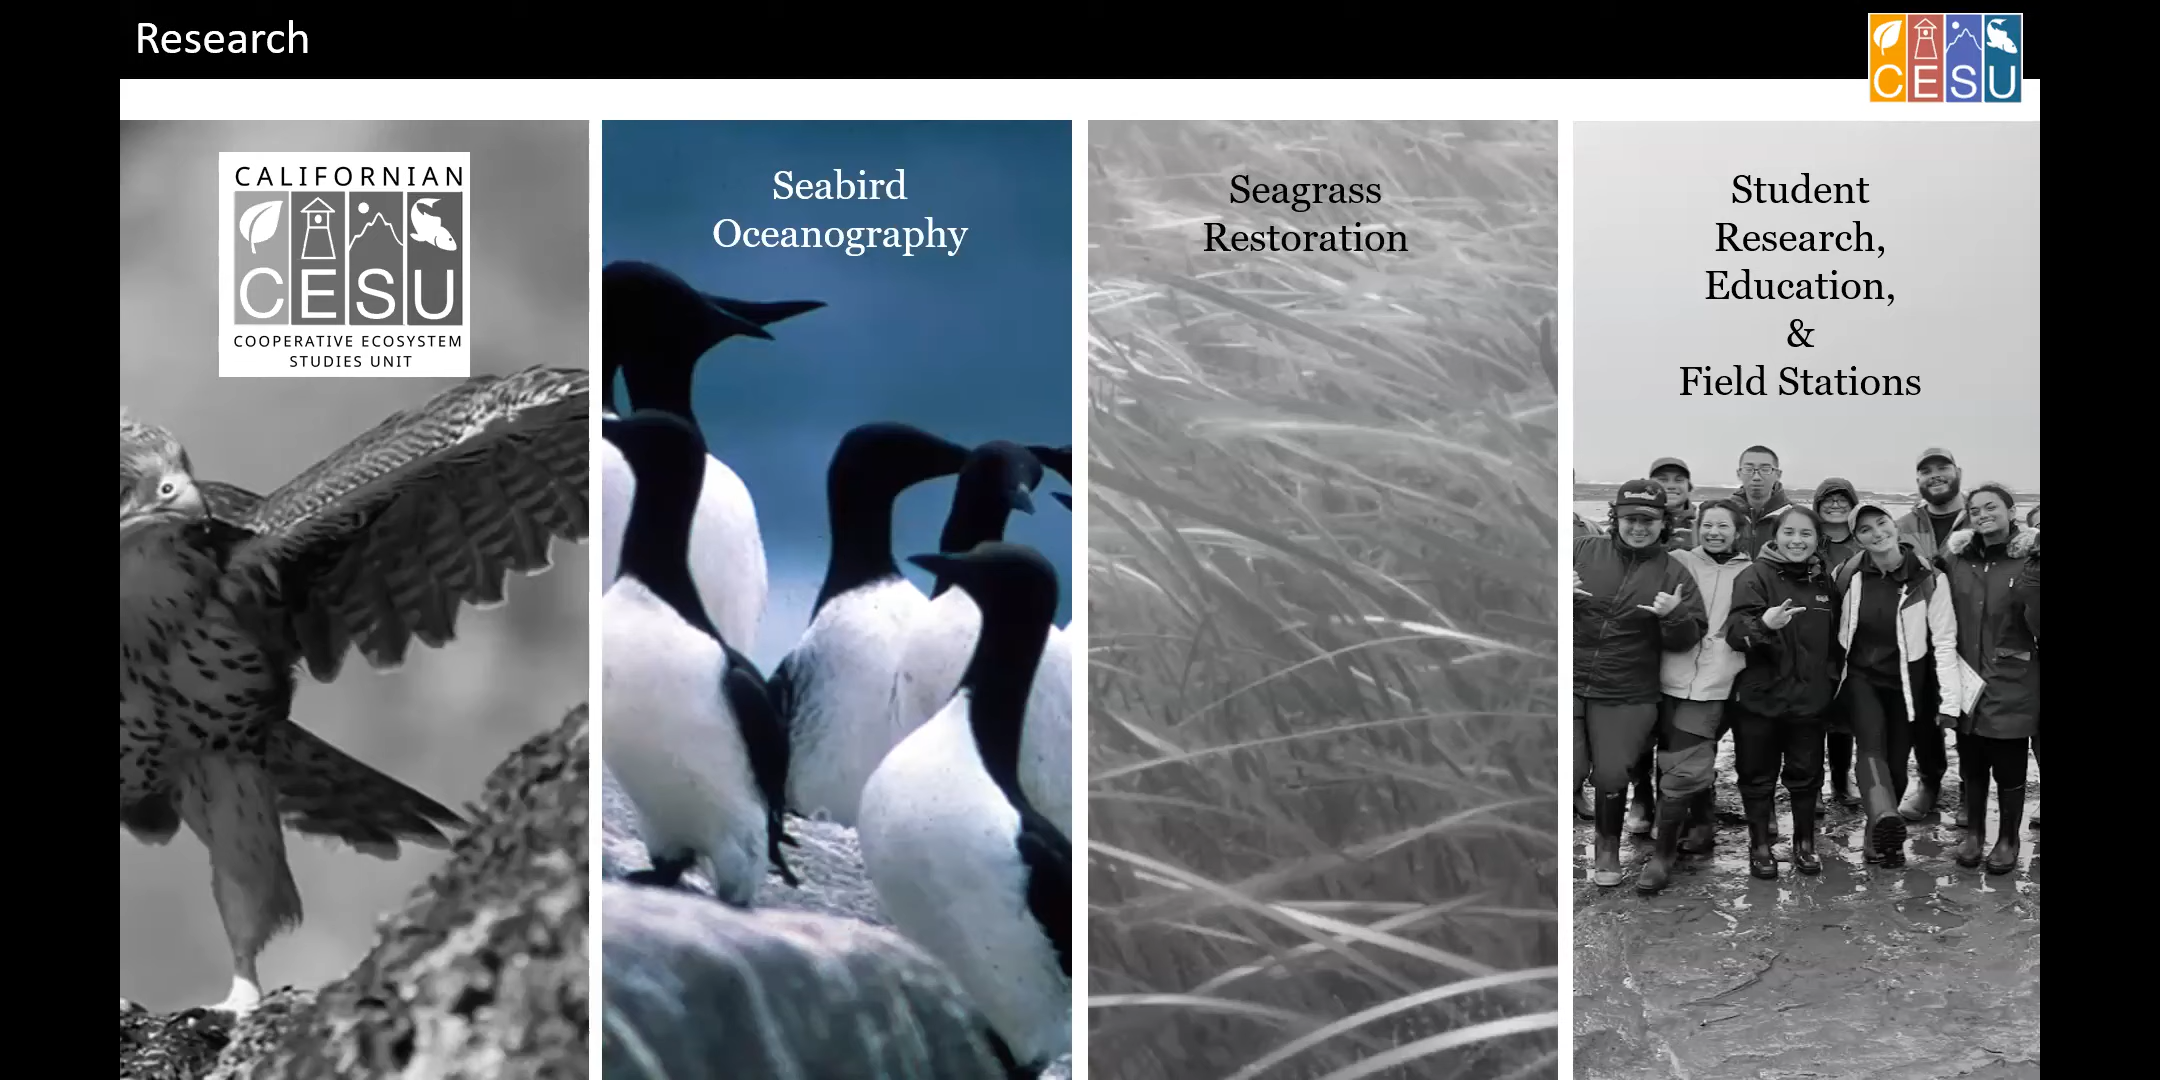 Research
CESU
CALIFORNIAN
CESU
COOPERATIVE ECOSYSTEM
STUDIES UNIT
Seabird
Oceanography
Seagrass
Restoration
Student
Research,
Education,
&
Field Stations